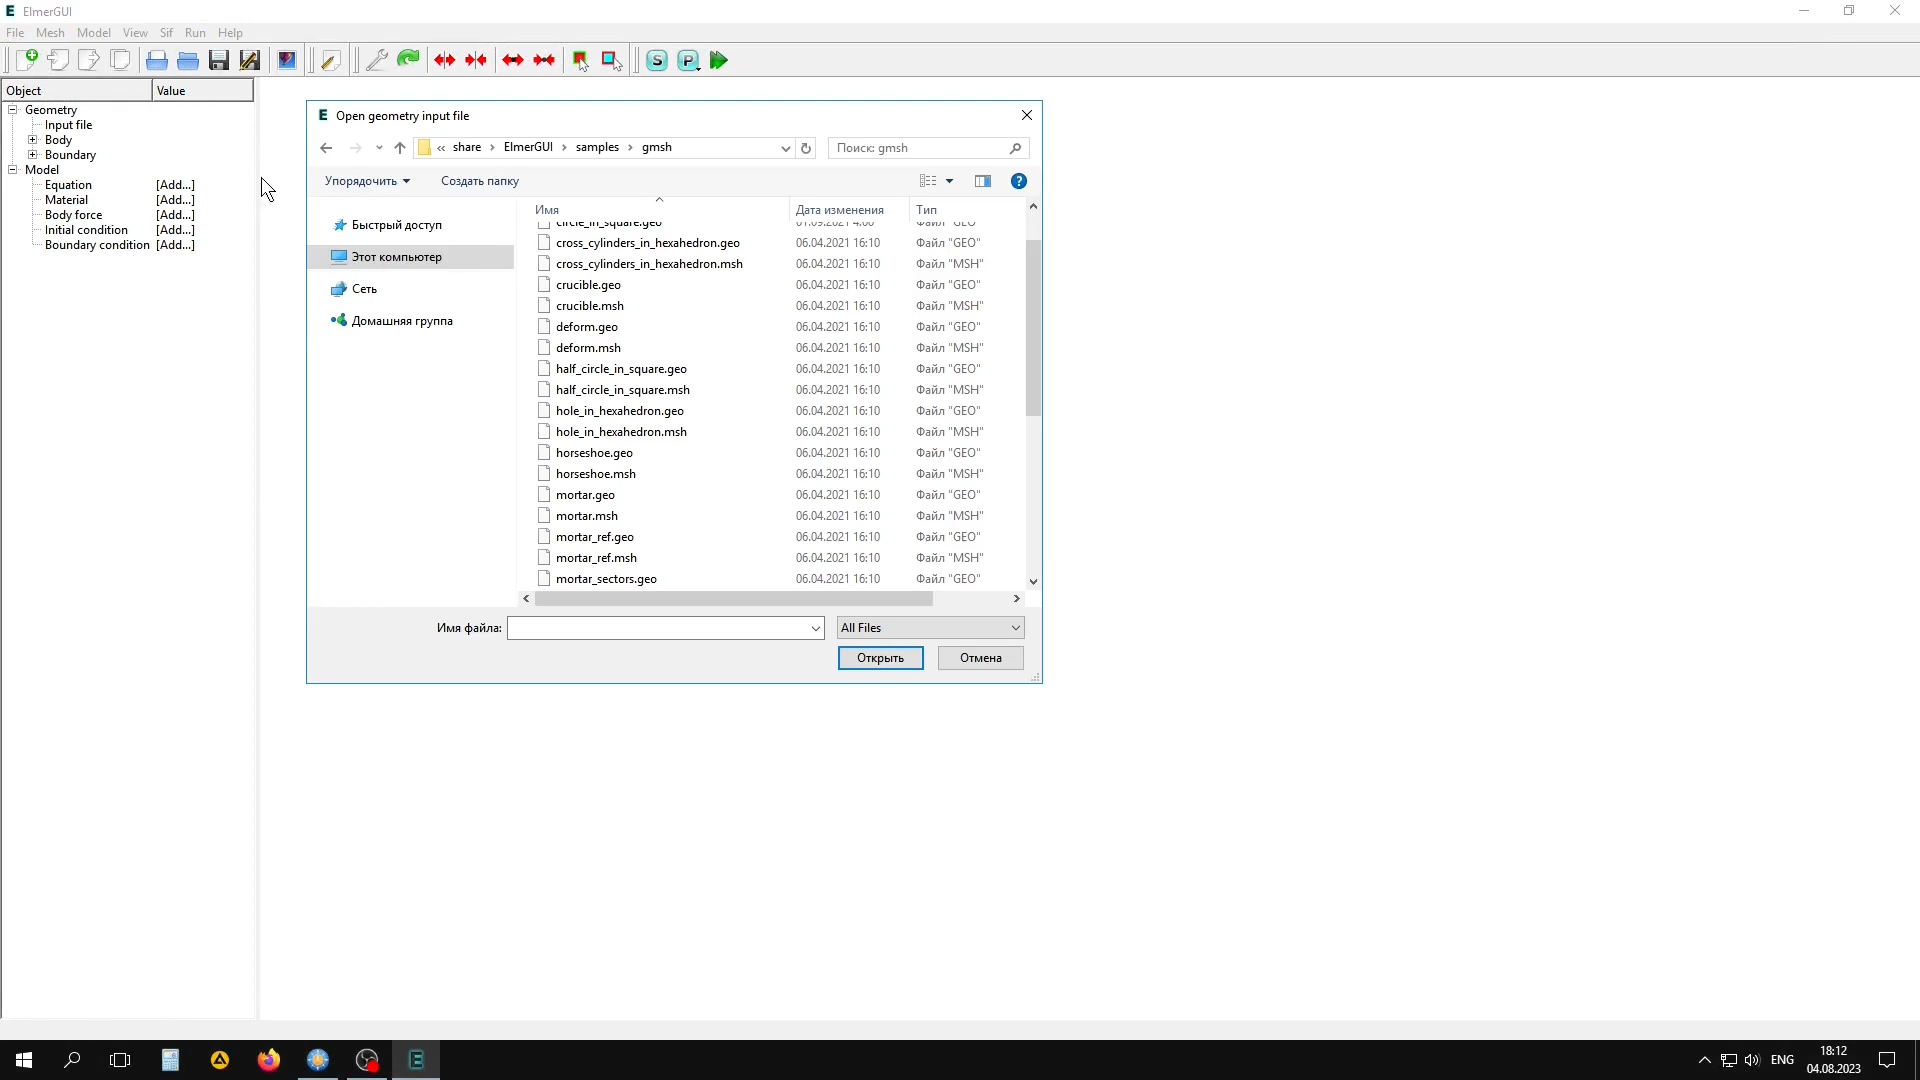 ElmerGUI
File Mesh Model View Sif Run Help
Object Value
Geometry
Input file
Body
Boundary
Model
Equation [Add...]
Material [Add...]
Body force [Add...]
Initial condition [Add...]
Boundary condition [Add...]
Open geometry input file
« share > ElmerGUI > samples > gmsh
Поиск: gmsh
Упорядочить Создать папку
Быстрый доступ
Этот компьютер
Сеть
Домашняя группа
Имя Дата изменения Тип
circle_in_square.geo 01.09.2021 4:00 Файл "GEO"
cross_cylinders_in_hexahedron.geo 06.04.2021 16:10 Файл "GEO"
cross_cylinders_in_hexahedron.msh 06.04.2021 16:10 Файл "MSH"
crucible.geo 06.04.2021 16:10 Файл "GEO"
crucible.msh 06.04.2021 16:10 Файл "MSH"
deform.geo 06.04.2021 16:10 Файл "GEO"
deform.msh 06.04.2021 16:10 Файл "MSH"
half_circle_in_square.geo 06.04.2021 16:10 Файл "GEO"
half_circle_in_square.msh 06.04.2021 16:10 Файл "MSH"
hole_in_hexahedron.geo 06.04.2021 16:10 Файл "GEO"
hole_in_hexahedron.msh 06.04.2021 16:10 Файл "MSH"
horseshoe.geo 06.04.2021 16:10 Файл "GEO"
horseshoe.msh 06.04.2021 16:10 Файл "MSH"
mortar.geo 06.04.2021 16:10 Файл "GEO"
mortar.msh 06.04.2021 16:10 Файл "MSH"
mortar_ref.geo 06.04.2021 16:10 Файл "GEO"
mortar_ref.msh 06.04.2021 16:10 Файл "MSH"
mortar_sectors.geo 06.04.2021 16:10 Файл "GEO"
Имя файла: All Files
Открыть Отмена
ENG
18:12
04.08.2023